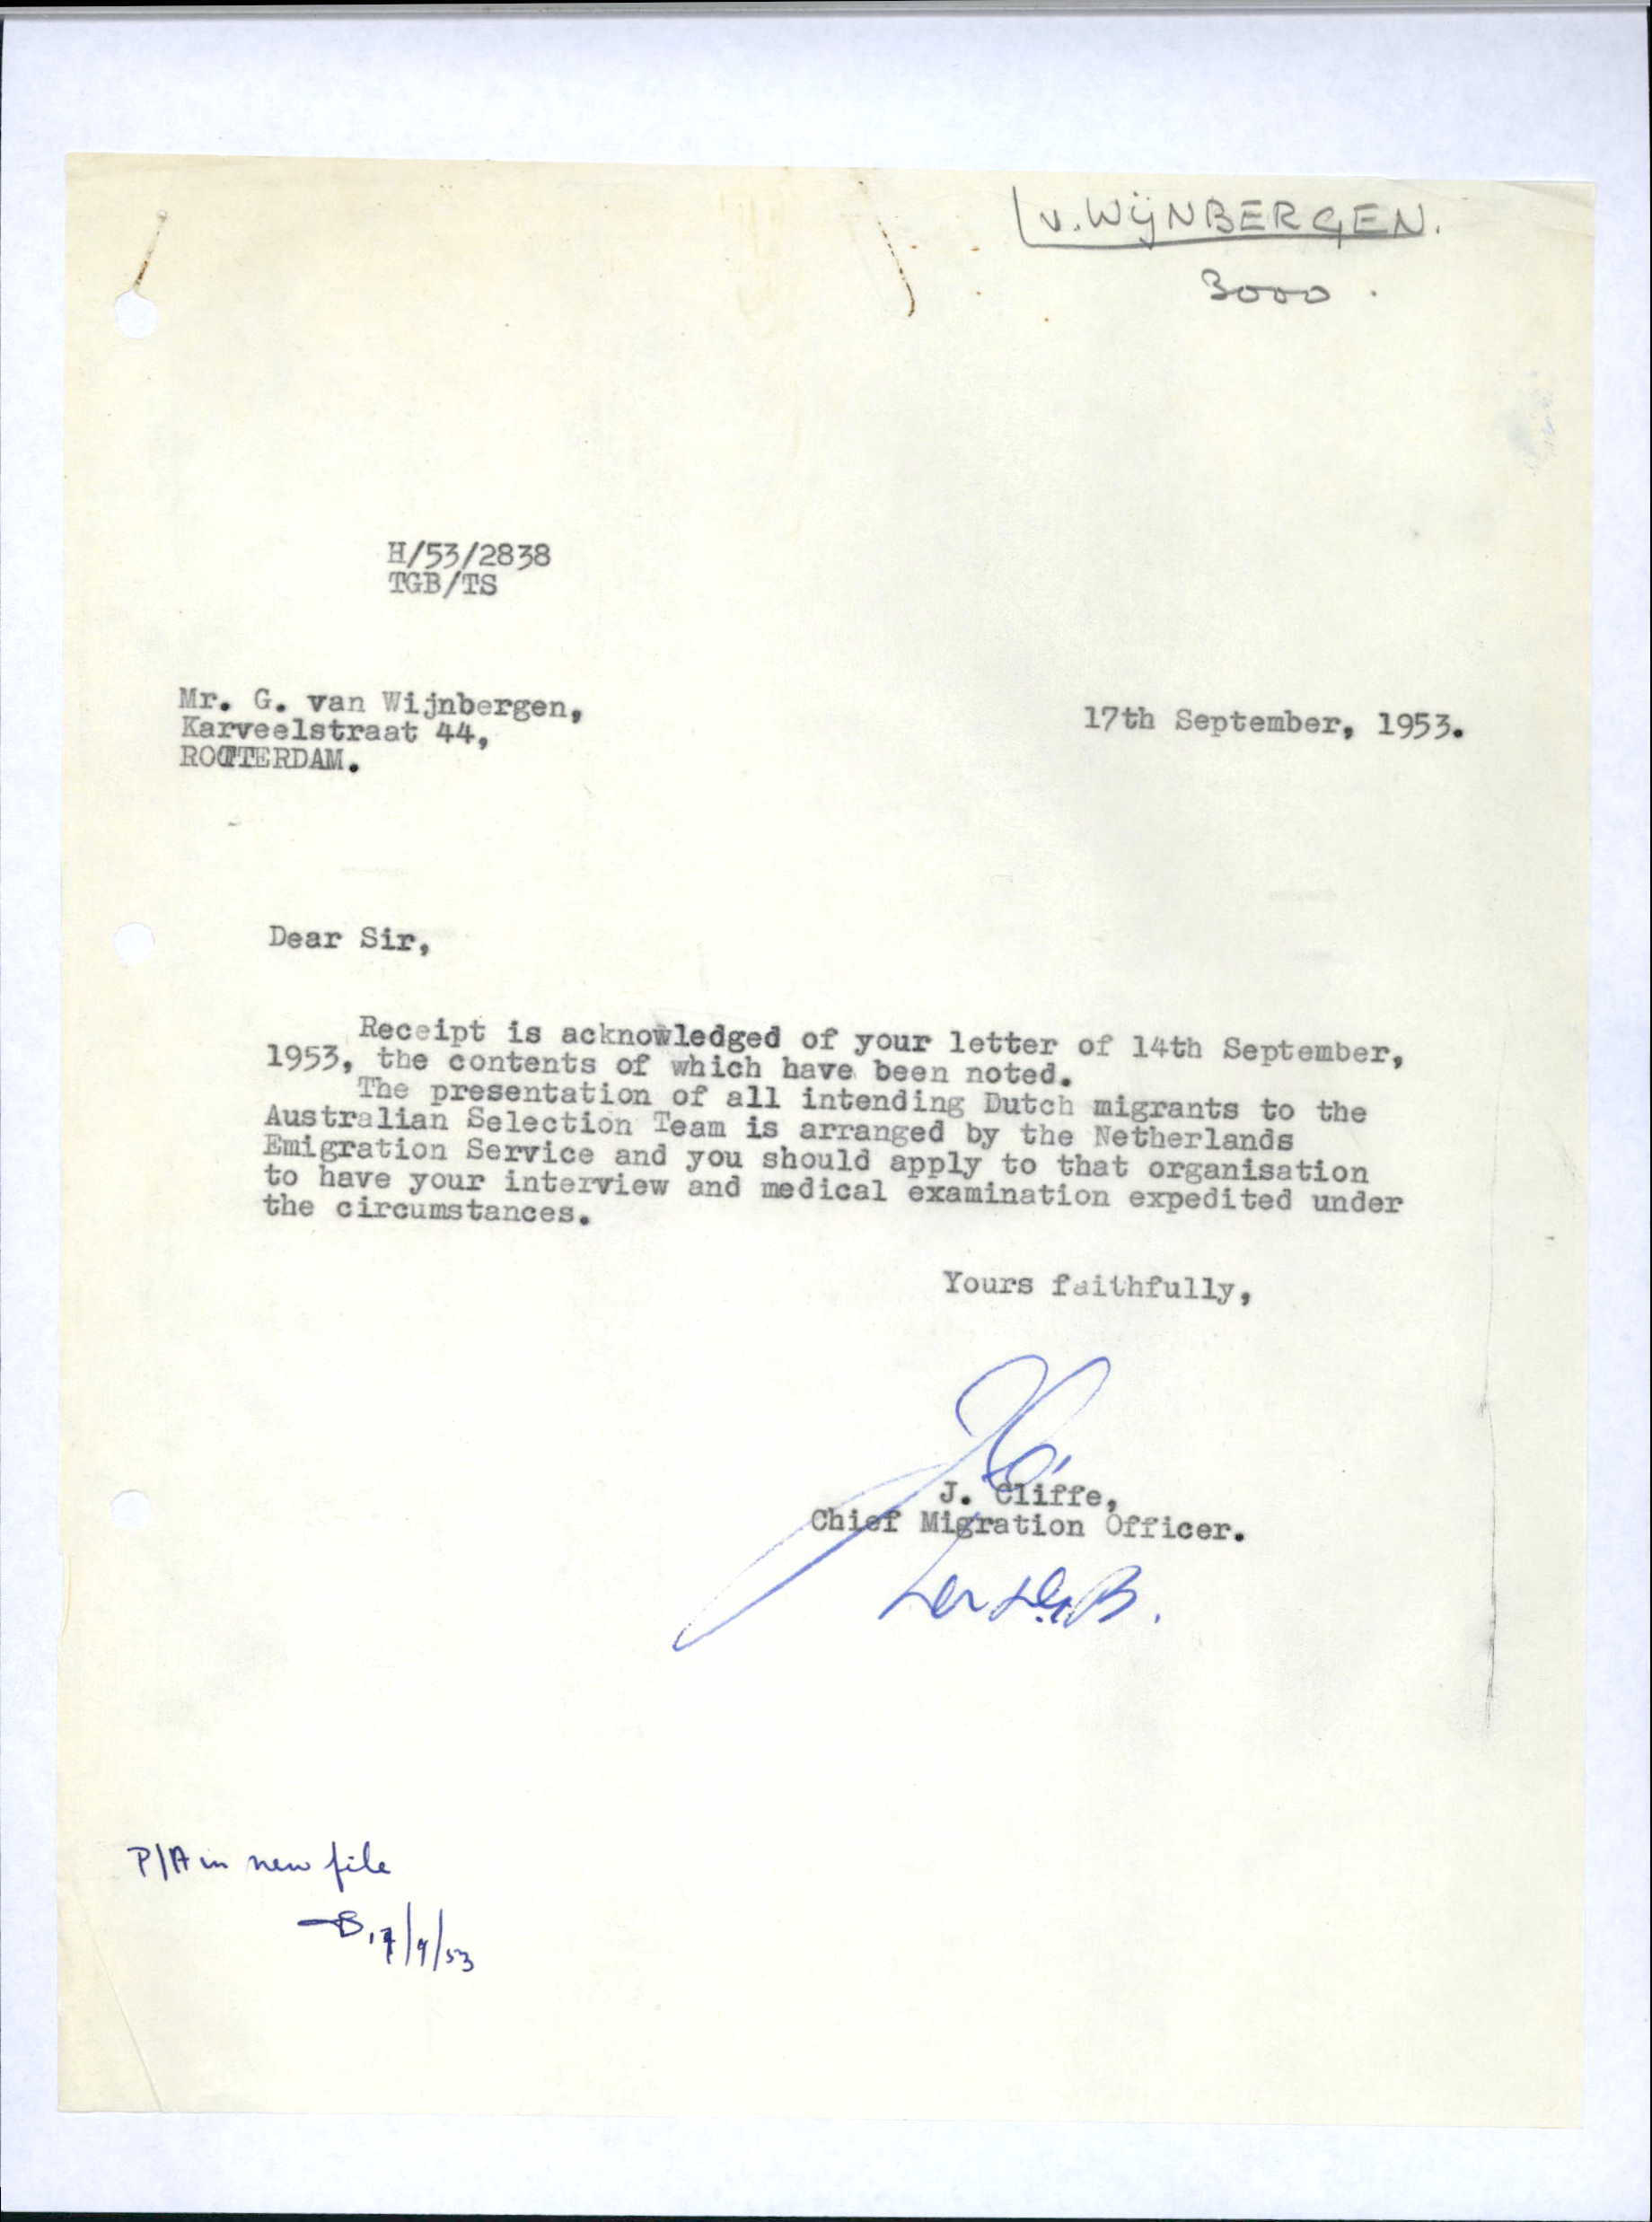 v. WijNBERGEN.
3000.
H/53/2838
TGB/TS
Mr. G. van Wijnbergen,
17th September, 1953.
Karveelstraat 44,
ROTTERDAM.
Dear Sir,
Receipt is acknowledged of your letter of 14th September,
1953, the contents of which have been noted.
The presentation of all intending Dutch migrants to the
Australian Selection Team is arranged by the Netherlands
Emigration Service and you should apply to that organisation
to have your interview and medical examination expedited under
the circumstances.
Yours faithfully,
J. Cliffe,
Chief Migration Officer.
P/A in new file